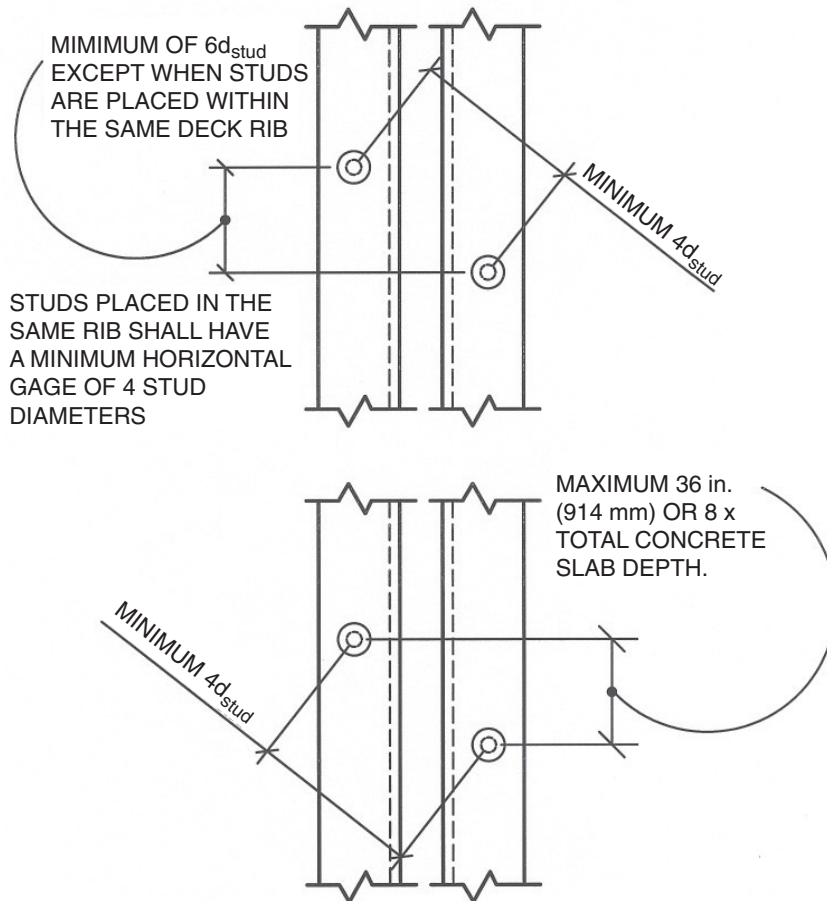 MIMIMUM OF 6dstud
EXCEPT WHEN STUDS
ARE PLACED WITHIN
THE SAME DECK RIB
MINIMUM 4dstud
STUDS PLACED IN THE
SAME RIB SHALL HAVE
A MINIMUM HORIZONTAL
GAGE OF 4 STUD
DIAMETERS
MAXIMUM 36 in.
(914 mm) OR 8 x
TOTAL CONCRETE
SLAB DEPTH.
MINIMUM 4dstud